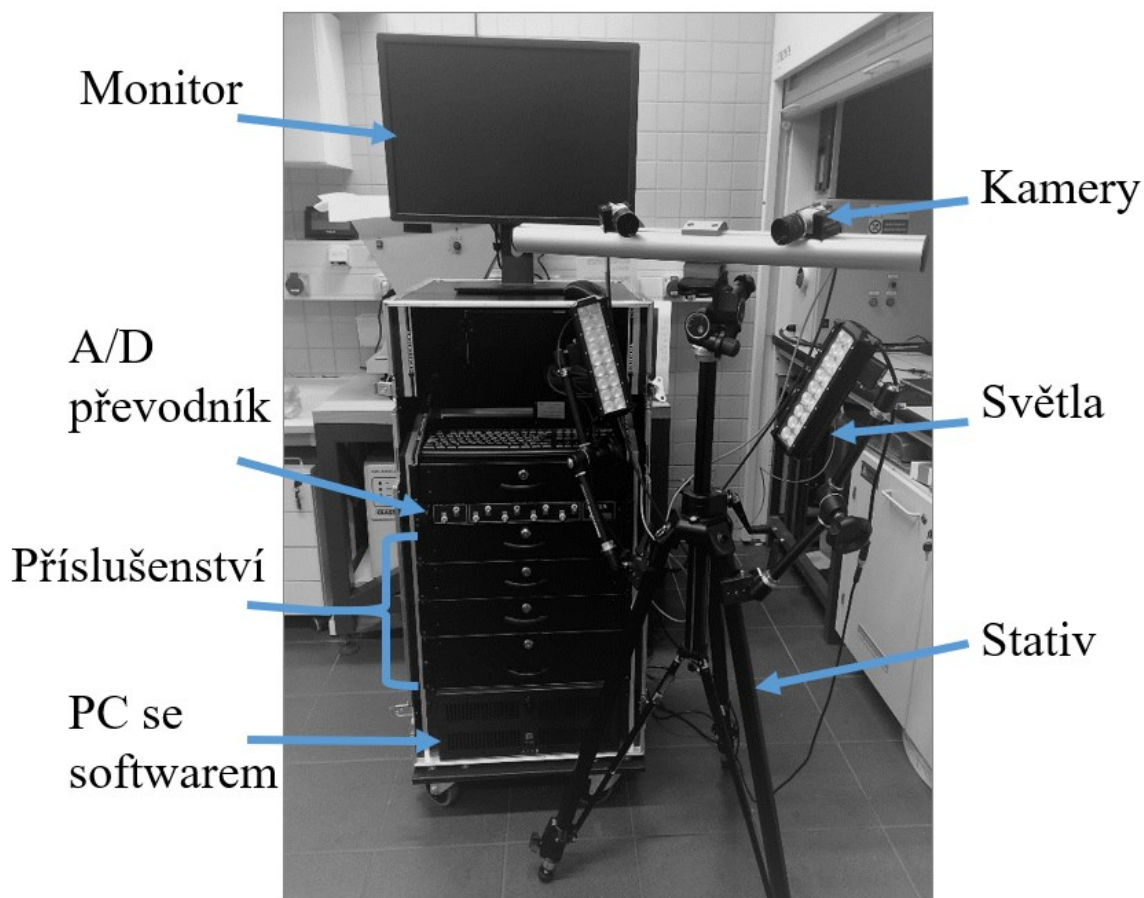 Monitor
Kamery
A/D
převodník
Světla
Příslušenství
Stativ
PC se
softwarem